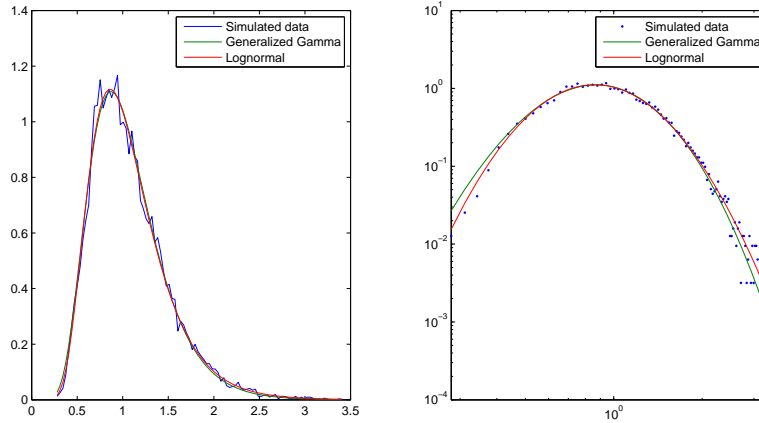 1.4
1.2
1
0.8
0.6
0.4
0.2
0
0 0.5 1 1.5 2 2.5 3 3.5
Simulated data
Generalized Gamma
Lognormal
10^1
10^0
10^-1
10^-2
10^-3
10^-4
10^0
Simulated data
Generalized Gamma
Lognormal